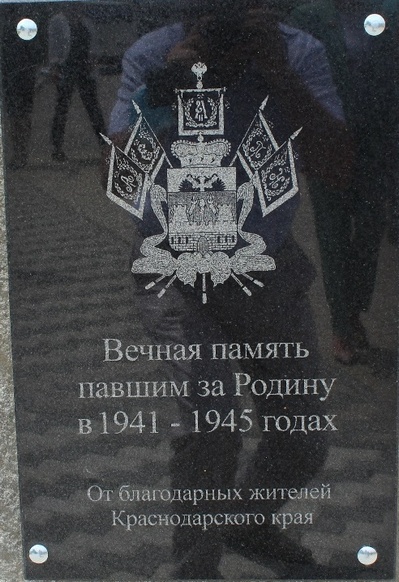 Вечная память
павшим за Родину
в 1941 - 1945 годах
От благодарных жителей
Краснодарского края